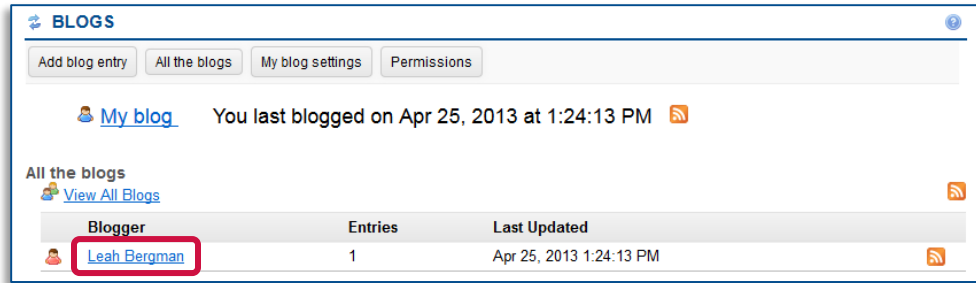 BLOGS
Add blog entry All the blogs My blog settings Permissions
My blog You last blogged on Apr 25, 2013 at 1:24:13 PM
All the blogs
View All Blogs
Blogger Entries Last Updated
Leah Bergman 1 Apr 25, 2013 1:24:13 PM